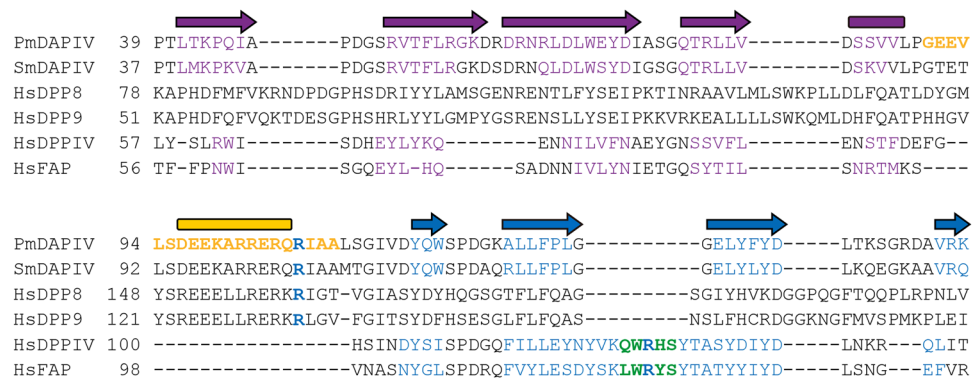 PmDAPIV 39 PTLTKPQIA-------PDGSRVTFLRGKDRDRNRLDLWEYDIASGQTRLLV--------DSSVVLPGEEV
SmDAPIV 37 PTLMKPKVA-------PDGSRVTFLRGKDSDRNQLDLWSYDIGSGQTRLLV--------DSKVVLPGTET
HsDPP8 78 KAPHDFMFVKRNDPDGPHSDRIYYLAMSGENRENTLFYSEIPKTINRAAVLMLSWKPLLDLFQATLDYGM
HsDPP9 51 KAPHDFQFVQKTDESGPHSHRLYYLGMPYGSRENSLLYSEIPKKVRKEALLLLSWKQMLDHFQATPHHGV
HsDPPIV 57 LY-SLRWI--------SDHEYLYKQ-------ENNILVFNAEYGNSSVFL--------ENSTFDEFG---
HsFAP 56 TF-FPNWI--------SGQEYL-HQ------SADNNIVLYNIETGQSYTIL-------SNRTMKS-----
PmDAPIV 94 LSDEEKARRERQRIAALSGIVDYQWSPDGKALLFPLG-----------GELYFYD-----LTKSGRDAVRK
SmDAPIV 92 LSDEEKARRERQRIAAMTGIVDYQWSPDAQRLLFPLG-----------GELYLYD-----LKQEGKAAVRQ
HsDPP8 148 YSREEELLRERKRIGT-VGIASYDYHQGSGTFLFQAG-----------SGIYHVKDGGPQGFTQQPLRPNLV
HsDPP9 121 YSREEELLRERKRLGV-FGITSYDFHSESGLFLFQAS-----------NSLFHCRDGGKNGFMVSPMKPLEI
HsDPPIV 100 ------------------HSINDYSISPDGQFILLEYNYVKQWRHSYTASYDIYD-----LNKR---QLIT
HsFAP 98 ------------------VNASNYGLSPDRQFVYLESDYSKLWRYSYTATYYIYD-----LSNG---EFVR